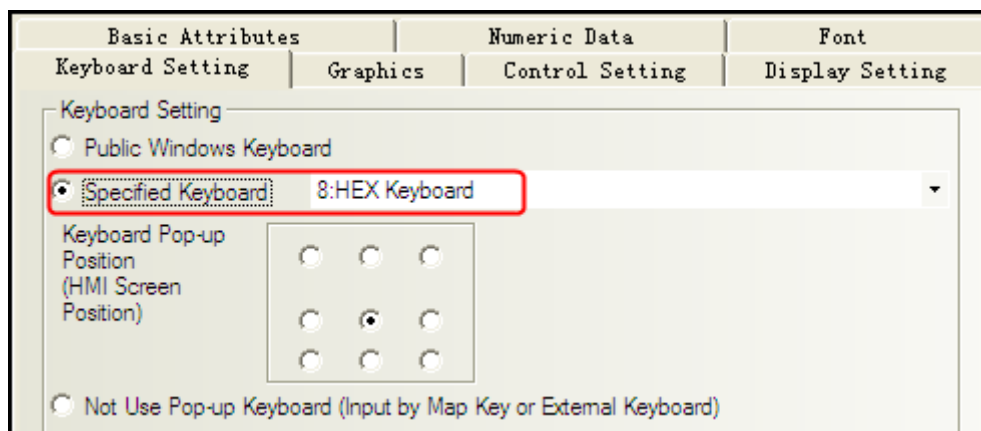 Basic Attributes Numeric Data Font
Keyboard Setting Graphics Control Setting Display Setting
Keyboard Setting
Public Windows Keyboard
Specified Keyboard 8:HEX Keyboard
Keyboard Pop-up
Position
(HMI Screen
Position)
Not Use Pop-up Keyboard (Input by Map Key or External Keyboard)